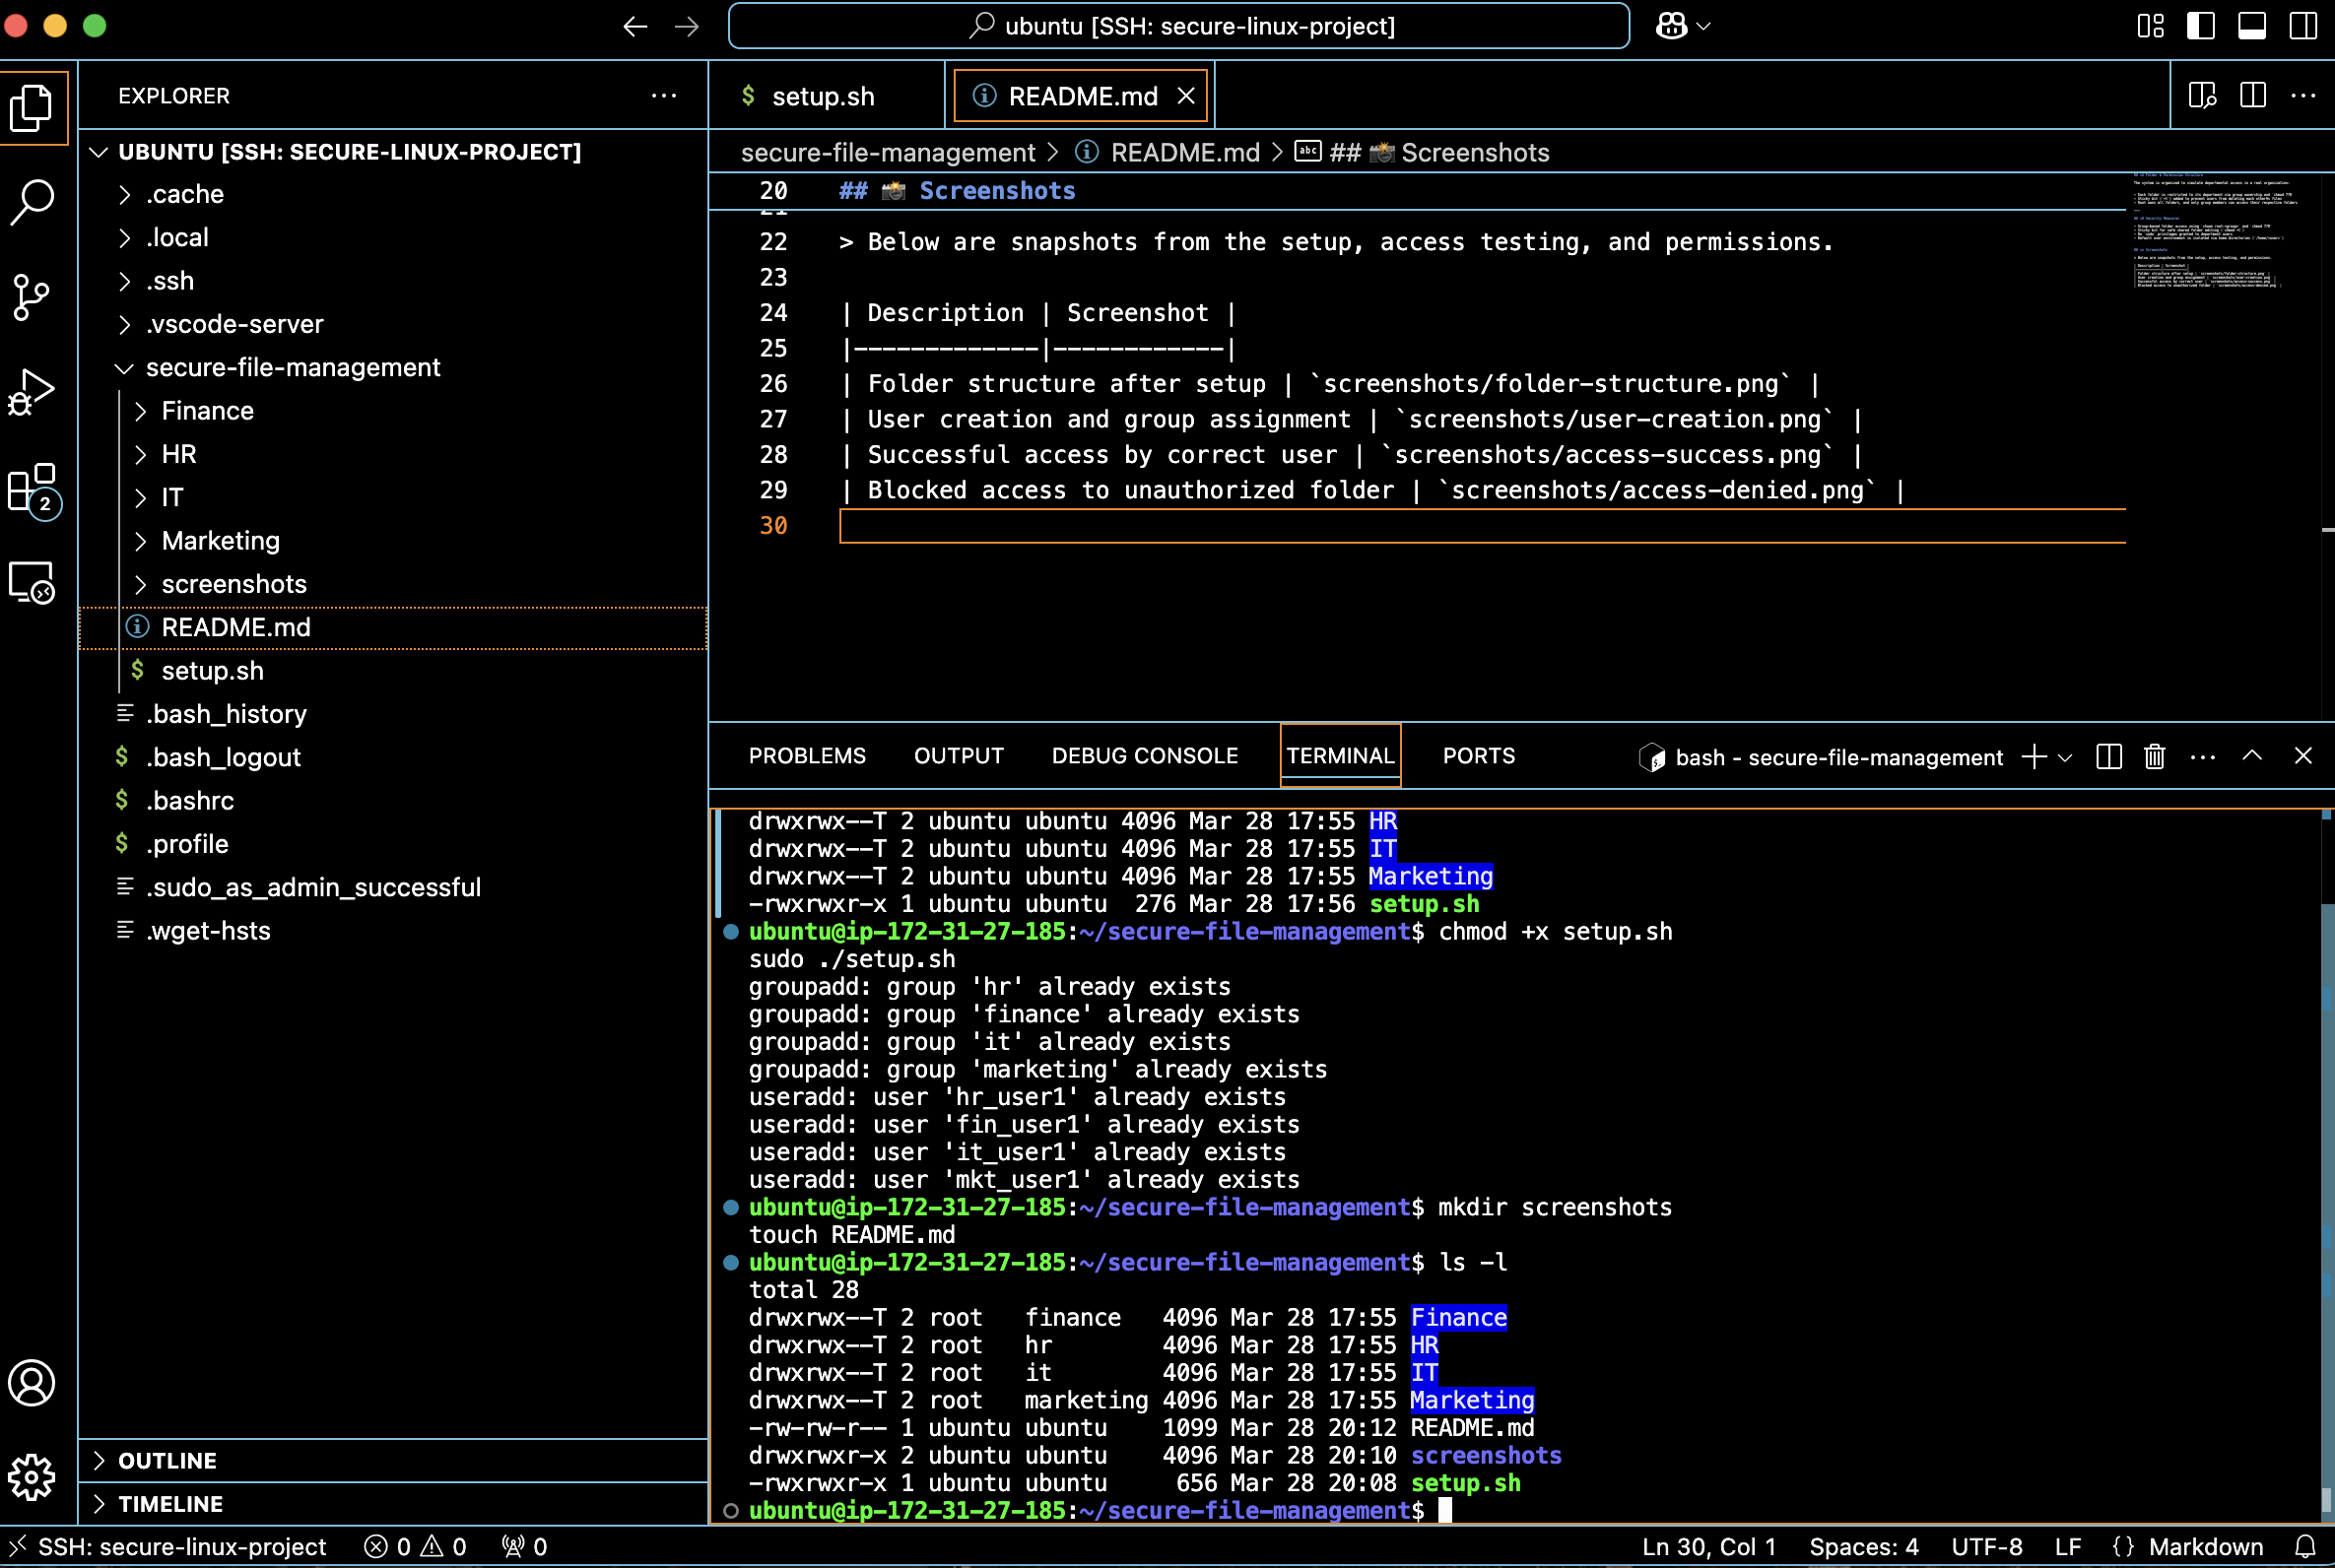 ubuntu [SSH: secure-linux-project]
EXPLORER
UBUNTU [SSH: SECURE-LINUX-PROJECT]
.cache
.local
.ssh
.vscode-server
secure-file-management
Finance
HR
IT
Marketing
screenshots
README.md
setup.sh
.bash_history
.bash_logout
.bashrc
.profile
.sudo_as_admin_successful
.wget-hsts
OUTLINE
TIMELINE
2
setup.sh
README.md
secure-file-management > README.md > ## 📸 Screenshots
20 ## 📸 Screenshots
21
22 > Below are snapshots from the setup, access testing, and permissions.
23
24 | Description | Screenshot |
25 |-------------|------------|
26 | Folder structure after setup | `screenshots/folder-structure.png` |
27 | User creation and group assignment | `screenshots/user-creation.png` |
28 | Successful access by correct user | `screenshots/access-success.png` |
29 | Blocked access to unauthorized folder | `screenshots/access-denied.png` |
30
PROBLEMS OUTPUT DEBUG CONSOLE TERMINAL PORTS bash - secure-file-management
drwxrwx--T 2 ubuntu ubuntu 4096 Mar 28 17:55 HR
drwxrwx--T 2 ubuntu ubuntu 4096 Mar 28 17:55 IT
drwxrwx--T 2 ubuntu ubuntu 4096 Mar 28 17:55 Marketing
-rwxrwxr-x 1 ubuntu ubuntu  276 Mar 28 17:56 setup.sh
ubuntu@ip-172-31-27-185:~/secure-file-management$ chmod +x setup.sh
sudo ./setup.sh
groupadd: group 'hr' already exists
groupadd: group 'finance' already exists
groupadd: group 'it' already exists
groupadd: group 'marketing' already exists
useradd: user 'hr_user1' already exists
useradd: user 'fin_user1' already exists
useradd: user 'it_user1' already exists
useradd: user 'mkt_user1' already exists
ubuntu@ip-172-31-27-185:~/secure-file-management$ mkdir screenshots
touch README.md
ubuntu@ip-172-31-27-185:~/secure-file-management$ ls -l
total 28
drwxrwx--T 2 root   finance   4096 Mar 28 17:55 Finance
drwxrwx--T 2 root   hr        4096 Mar 28 17:55 HR
drwxrwx--T 2 root   it        4096 Mar 28 17:55 IT
drwxrwx--T 2 root   marketing 4096 Mar 28 17:55 Marketing
-rw-rw-r-- 1 ubuntu ubuntu    1099 Mar 28 20:12 README.md
drwxrwxr-x 2 ubuntu ubuntu    4096 Mar 28 20:10 screenshots
-rwxrwxr-x 1 ubuntu ubuntu     656 Mar 28 20:08 setup.sh
ubuntu@ip-172-31-27-185:~/secure-file-management$
SSH: secure-linux-project 0 0 0 Ln 30, Col 1 Spaces: 4 UTF-8 LF {} Markdown